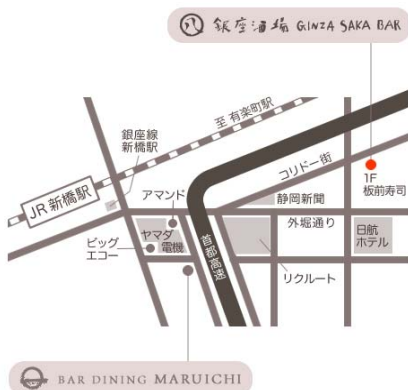 八 銀座酒場 GINZA SAKA BAR
至 有楽町駅
銀座線
新橋駅
JR 新橋駅
コリドー街
1F
板前寿司
アマンド
静岡新聞
外堀通り
ヤマダ
電機
ビッグ
エコー
首都高速
日航
ホテル
リクルート
BAR DINING MARUICHI